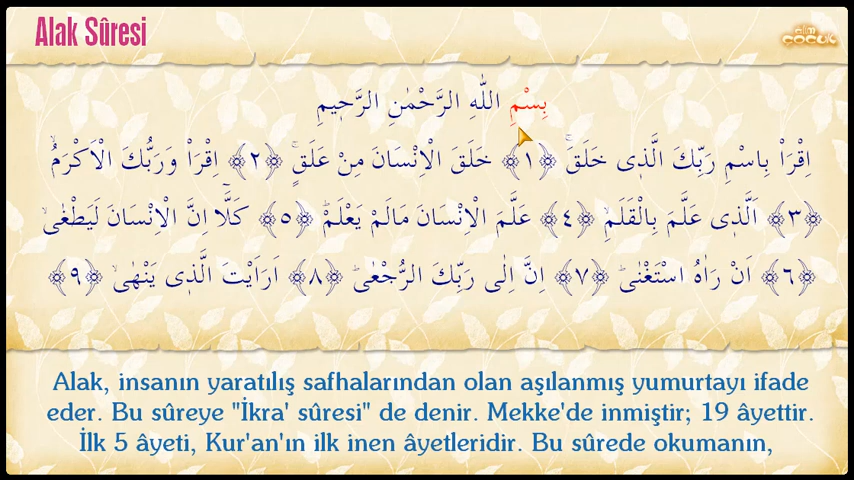 Alak Sûresi
elif
ÇOCUK
بِسْمِ اللّٰهِ الرَّحْمٰنِ الرَّح۪يمِ
اِقْرَاْ بِاسْمِ رَبِّكَ الَّذ۪ى خَلَقَۚ ﴿١﴾ خَلَقَ الْاِنْسَانَ مِنْ عَلَقٍۚ ﴿٢﴾ اِقْرَاْ وَرَبُّكَ الْاَكْرَمُۙ
﴿٣﴾ اَلَّذ۪ى عَلَّمَ بِالْقَلَمِۙ ﴿٤﴾ عَلَّمَ الْاِنْسَانَ مَالَمْ يَعْلَمْۜ ﴿٥﴾ كَلَّٓا اِنَّ الْاِنْسَانَ لَيَطْغٰىۙ
﴿٦﴾ اَنْ رَاٰهُ اسْتَغْنٰىۜ ﴿٧﴾ اِنَّ اِلٰى رَبِّكَ الرُّجْعٰىۜ ﴿٨﴾ اَرَاَيْتَ الَّذ۪ى يَنْهٰىۙ ﴿٩﴾
Alak, insanın yaratılış safhalarından olan aşılanmış yumurtayı ifade
eder. Bu sûreye "İkra' sûresi" de denir. Mekke'de inmiştir; 19 âyettir.
İlk 5 âyeti, Kur'an'ın ilk inen âyetleridir. Bu sûrede okumanın,